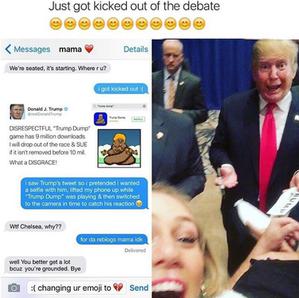 Just got kicked out of the debate
😊😊😊😊😊😊😊😊😊😊
Messages mama ❤️ Details
We're seated, it's starting. Where r u?
i got kicked out :(
Donald J. Trump
@realDonaldTrump
DISRESPECTFUL "Trump Dump"
game has 9 million downloads
I will drop out of the race & SUE
if it isn't removed before 10 mil.
What a DISGRACE!
i saw Trump's tweet so i pretended i wanted
a selfie with him, lifted my phone up while
"Trump Dump" was playing & then switched
to the camera in time to catch his reaction 😂
Wtf Chelsea, why??
for da reblogs mama idk
Delivered
well You better get a lot
bcuz you're grounded. Bye
:( changing ur emoji to 💔 Send